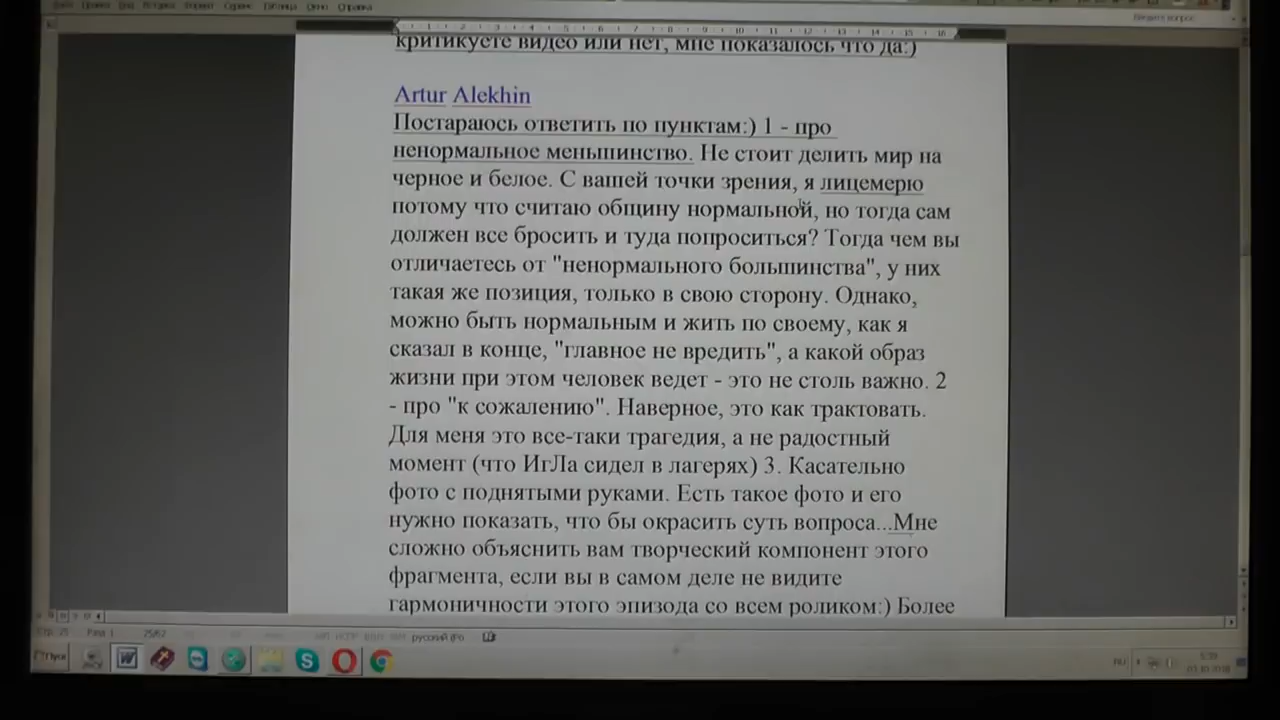 Введите вопрос
критикуете видео или нет, мне показалось что да:)
Artur Alekhin
Постараюсь ответить по пунктам:) 1 - про
ненормальное меньшинство. Не стоит делить мир на
черное и белое. С вашей точки зрения, я лицемерю
потому что считаю общину нормальной, но тогда сам
должен все бросить и туда попроситься? Тогда чем вы
отличаетесь от "ненормального большинства", у них
такая же позиция, только в свою сторону. Однако,
можно быть нормальным и жить по своему, как я
сказал в конце, "главное не вредить", а какой образ
жизни при этом человек ведет - это не столь важно. 2
- про "к сожалению". Наверное, это как трактовать.
Для меня это все-таки трагедия, а не радостный
момент (что ИгЛа сидел в лагерях) 3. Касательно
фото с поднятыми руками. Есть такое фото и его
нужно показать, что бы окрасить суть вопроса...Мне
сложно объяснить вам творческий компонент этого
фрагмента, если вы в самом деле не видите
гармоничности этого эпизода со всем роликом:) Более
русский (Ро
Пуск
RU